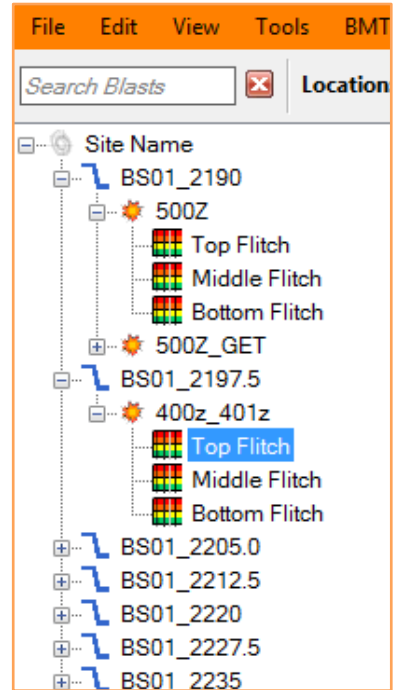 File Edit View Tools BMT
Search Blasts Location
Site Name
BS01_2190
500Z
Top Flitch
Middle Flitch
Bottom Flitch
500Z_GET
BS01_2197.5
400z_401z
Top Flitch
Middle Flitch
Bottom Flitch
BS01_2205.0
BS01_2212.5
BS01_2220
BS01_2227.5
BS01_2235